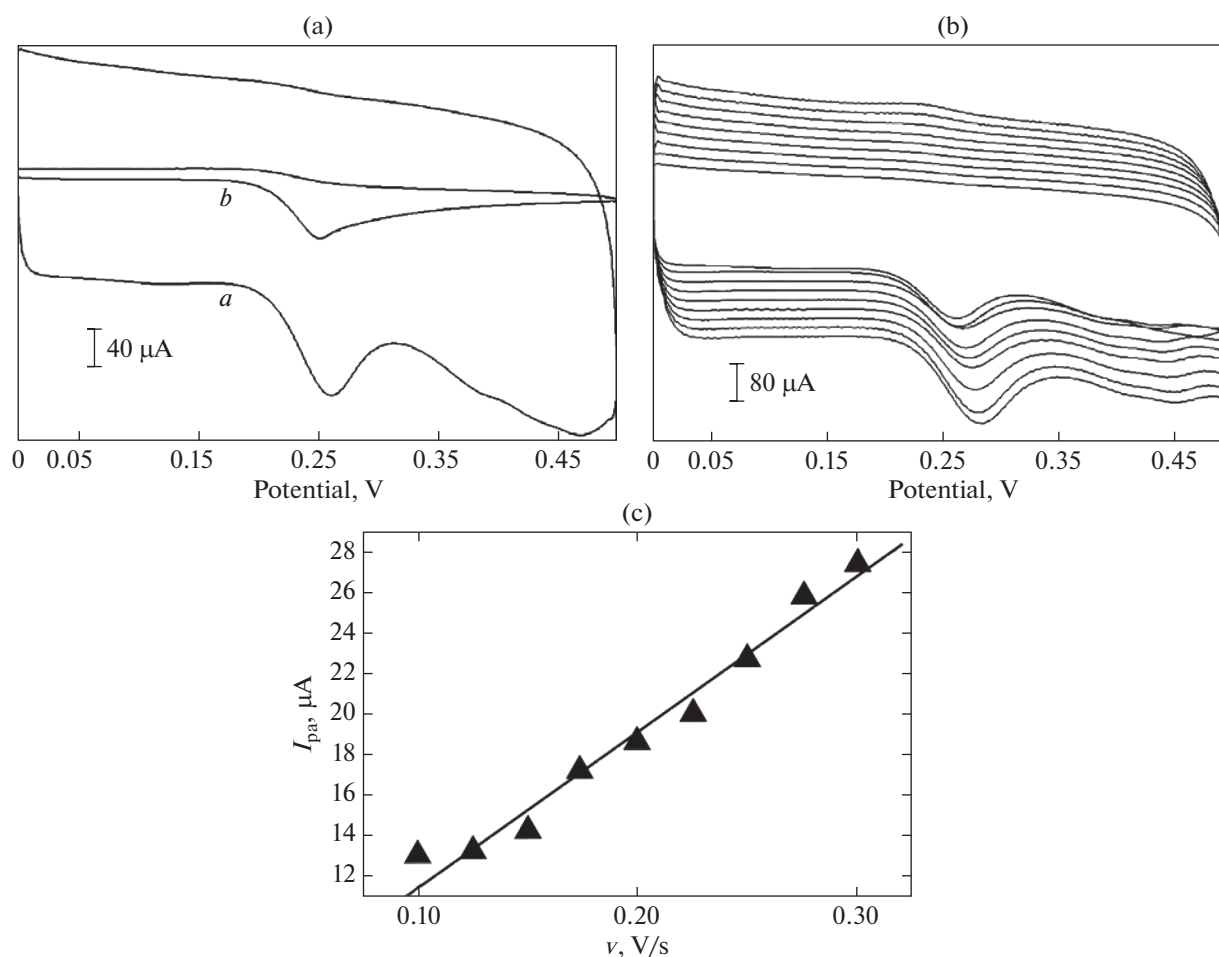 (a)
b
a
40 µA
0 0.05 0.15 0.25 0.35 0.45
Potential, V
(b)
80 µA
0 0.05 0.15 0.25 0.35 0.45
Potential, V
(c)
28
26
24
22
20
18
16
14
12
I_pa, µA
0.10 0.20 0.30
v, V/s